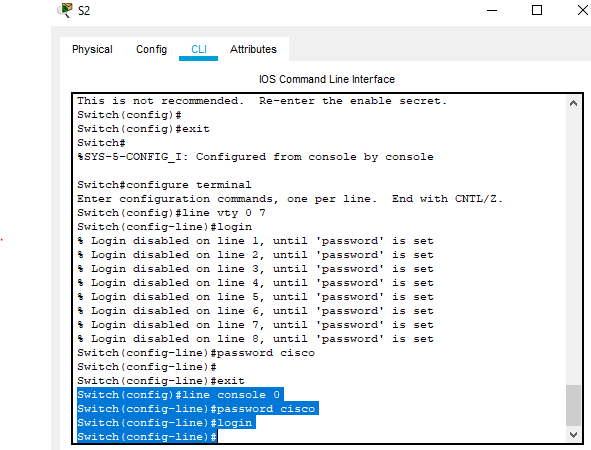 S2
Physical Config CLI Attributes
IOS Command Line Interface
This is not recommended.  Re-enter the enable secret.
Switch(config)#
Switch(config)#exit
Switch#
%SYS-5-CONFIG_I: Configured from console by console

Switch#configure terminal
Enter configuration commands, one per line.  End with CNTL/Z.
Switch(config)#line vty 0 7
Switch(config-line)#login
% Login disabled on line 1, until 'password' is set
% Login disabled on line 2, until 'password' is set
% Login disabled on line 3, until 'password' is set
% Login disabled on line 4, until 'password' is set
% Login disabled on line 5, until 'password' is set
% Login disabled on line 6, until 'password' is set
% Login disabled on line 7, until 'password' is set
% Login disabled on line 8, until 'password' is set
Switch(config-line)#password cisco
Switch(config-line)#
Switch(config-line)#exit
Switch(config)#line console 0
Switch(config-line)#password cisco
Switch(config-line)#login
Switch(config-line)#